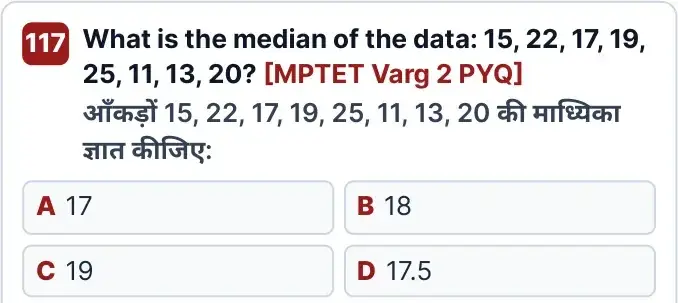 117 What is the median of the data: 15, 22, 17, 19,
25, 11, 13, 20? [MPTET Varg 2 PYQ]
आँकड़ों 15, 22, 17, 19, 25, 11, 13, 20 की माध्यिका
ज्ञात कीजिए:
A 17
B 18
C 19
D 17.5